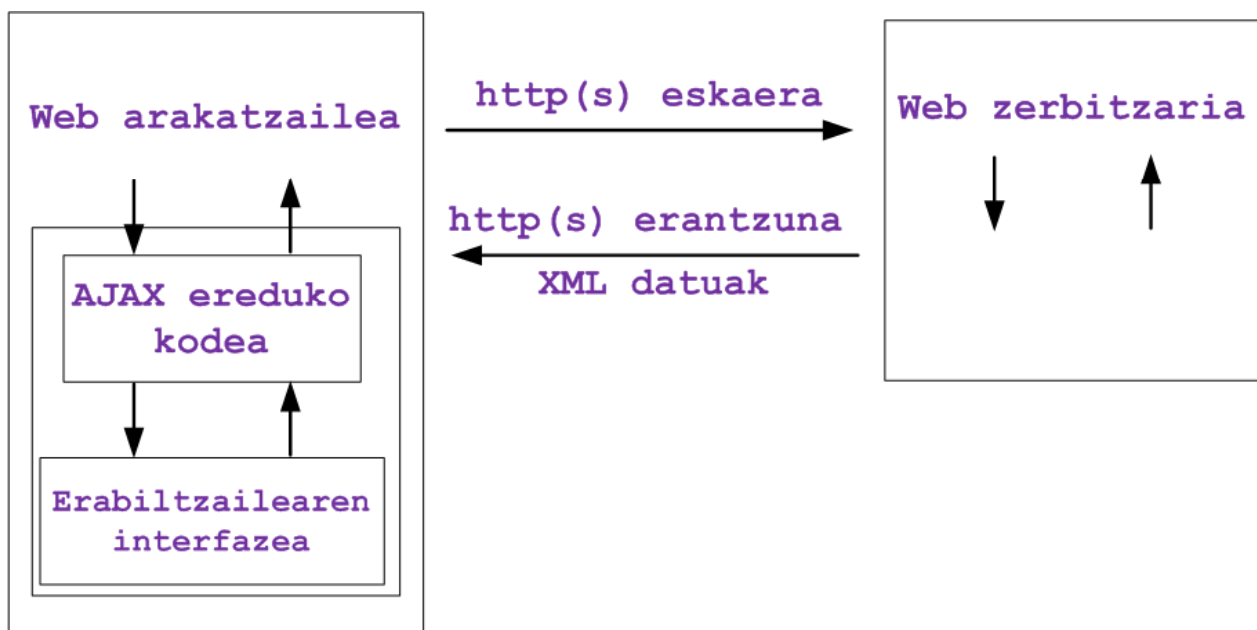 Web arakatzailea
http(s) eskaera
Web zerbitzaria
http(s) erantzuna
XML datuak
AJAX ereduko
kodea
Erabiltzailearen
interfazea